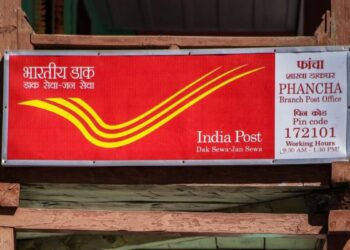 भारतीय डाक
डाक सेवा-जन सेवा
India Post
Dak Sewa-Jan Sewa
फांचा
शाखा डाकघर
PHANCHA
Branch Post Office
पिन कोड
Pin code
172101
Working Hours
9:30 AM - 1:30 PM